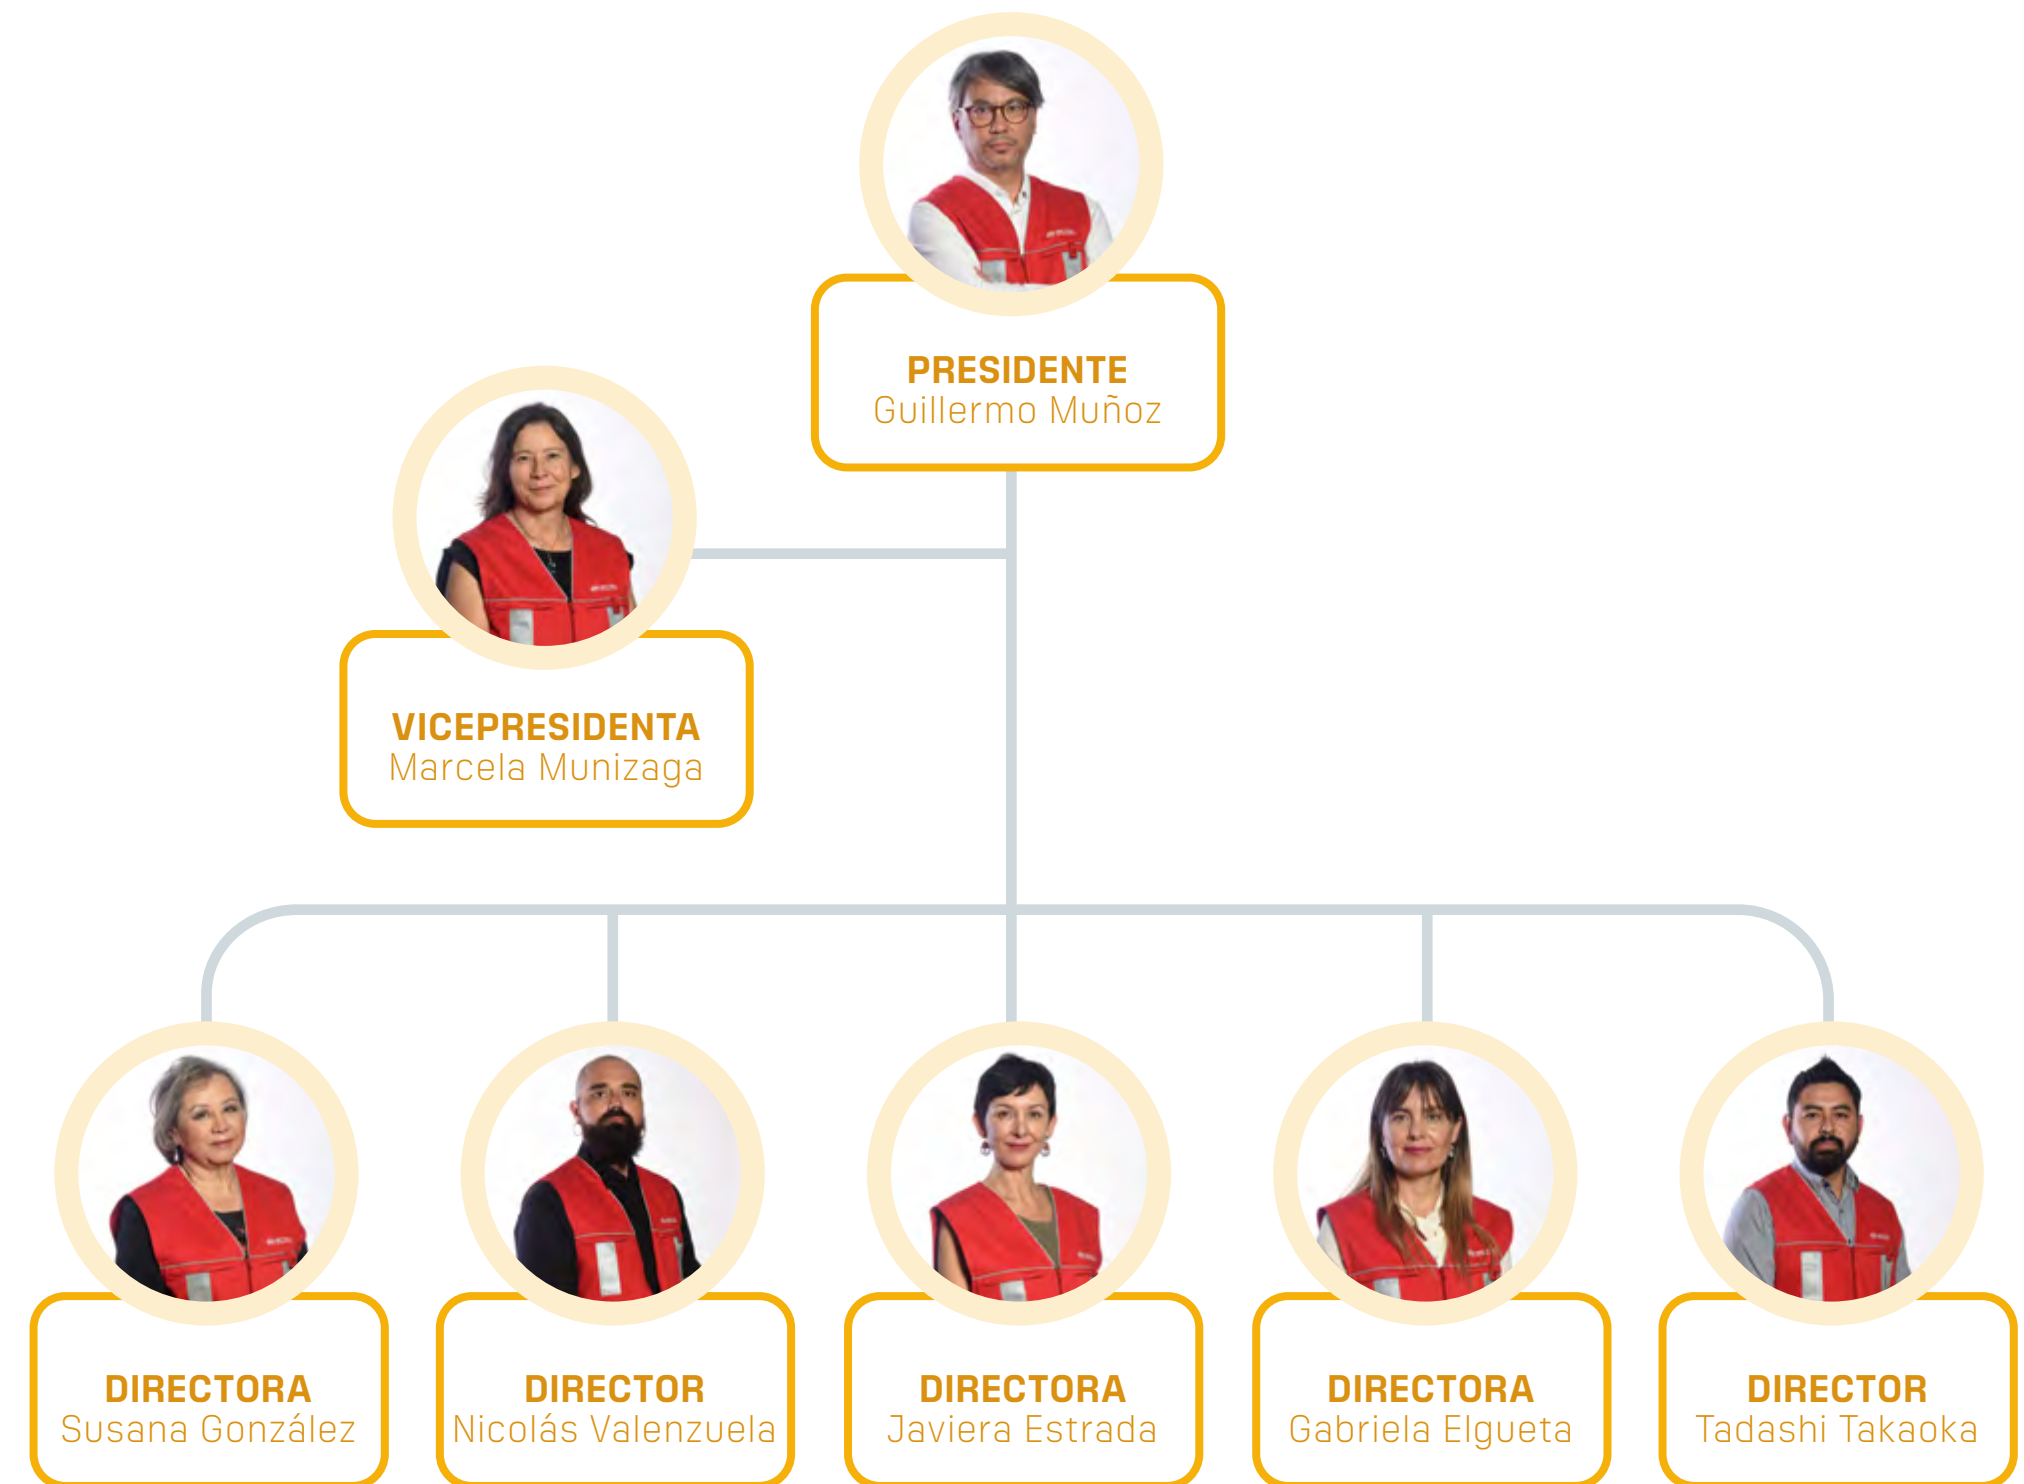 PRESIDENTE
Guillermo Muñoz
VICEPRESIDENTA
Marcela Munizaga
DIRECTORA
Susana González
DIRECTOR
Nicolás Valenzuela
DIRECTORA
Javiera Estrada
DIRECTORA
Gabriela Elgueta
DIRECTOR
Tadashi Takaoka